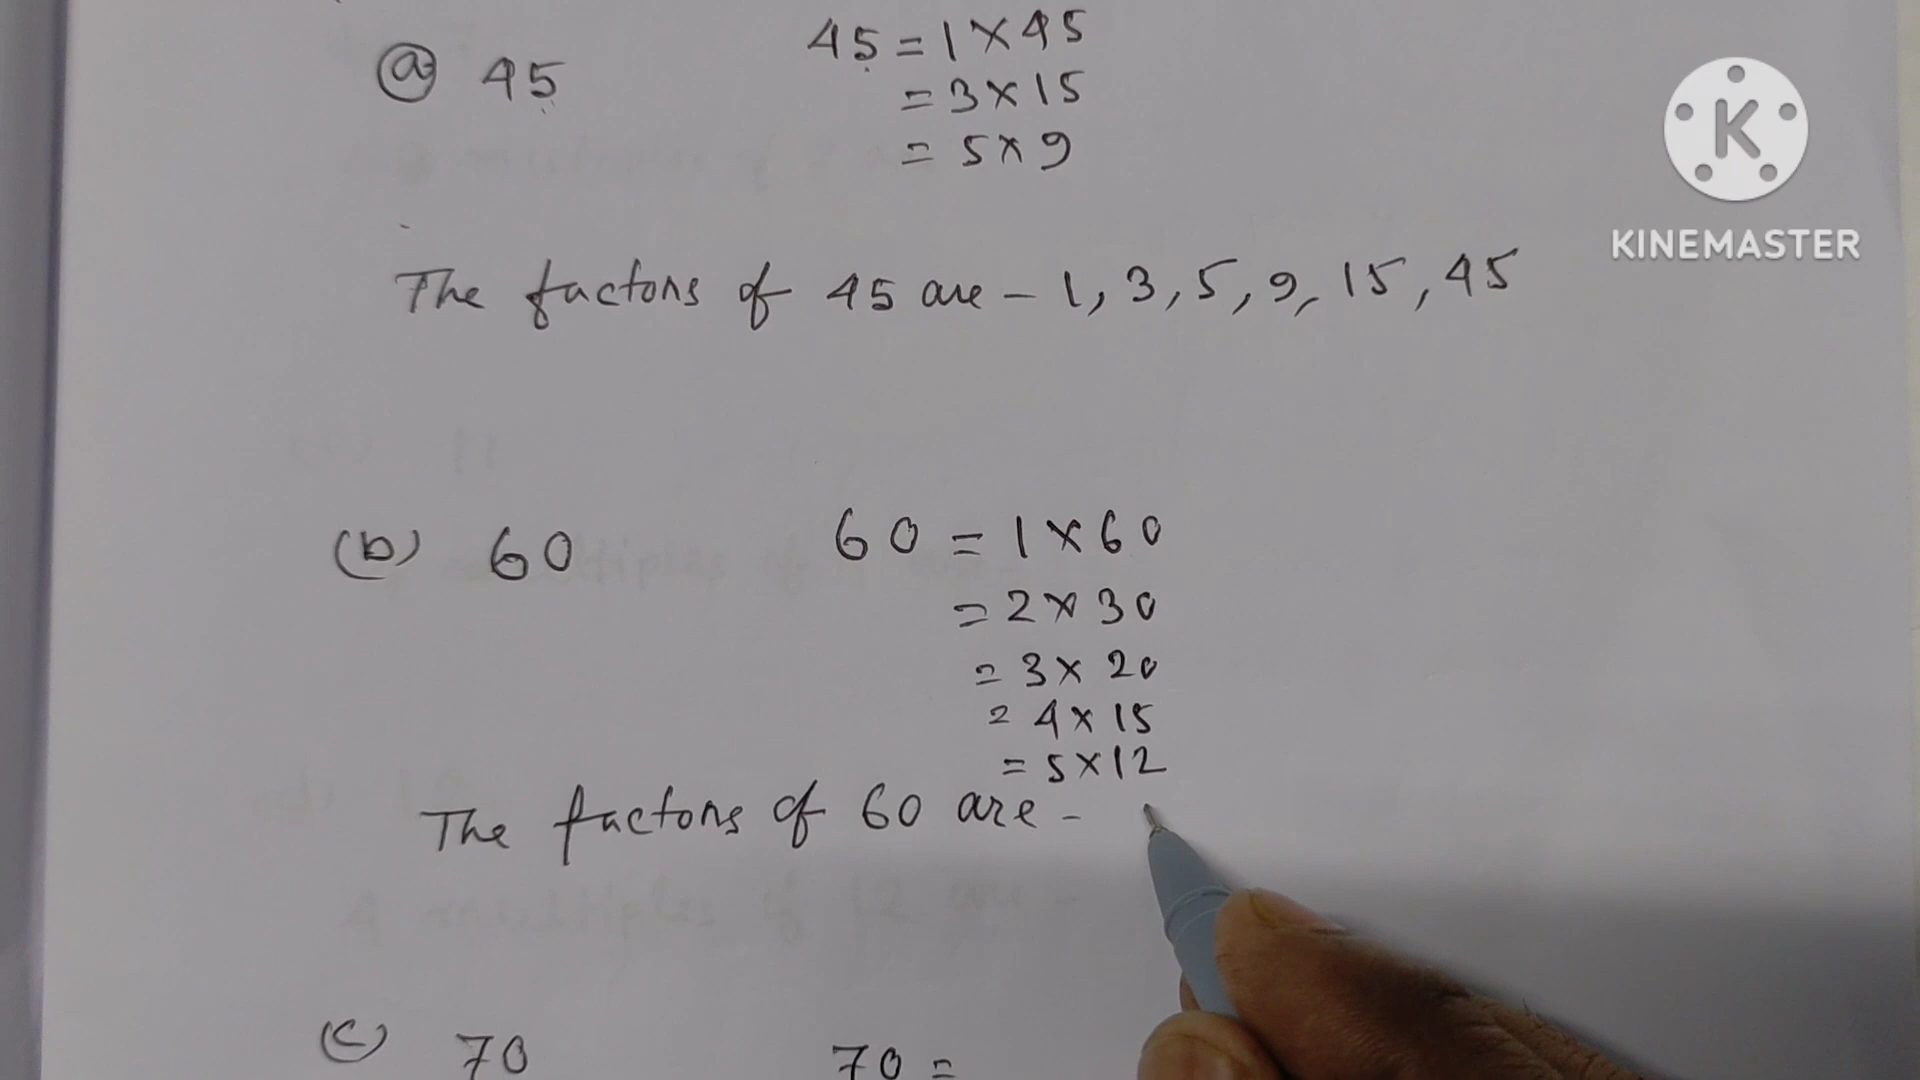 (a) 45 45 = 1 × 45
= 3 × 15
= 5 × 9
KINEMASTER
The factors of 45 are - 1, 3, 5, 9, 15, 45
(b) 60 60 = 1 × 60
= 2 × 30
= 3 × 20
= 4 × 15
= 5 × 12
The factors of 60 are -
(c) 70 70 =